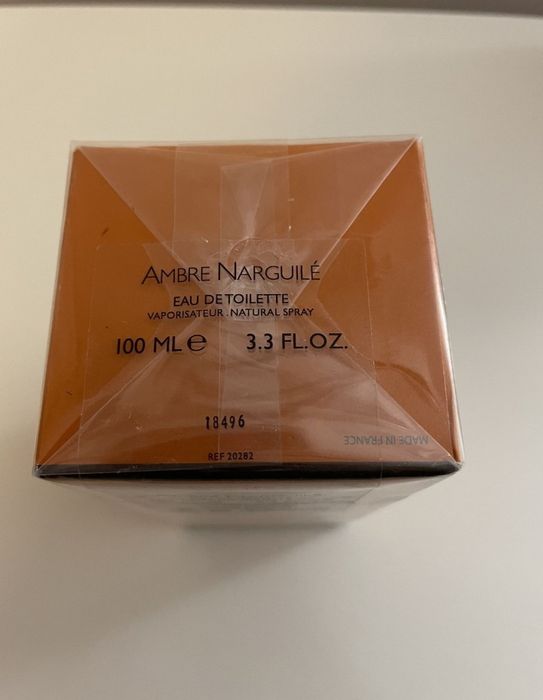 AMBRE NARGUILÉ
EAU DE TOILETTE
VAPORISATEUR . NATURAL SPRAY
100 ML ℮ 3.3 FL.OZ.
18496
MADE IN FRANCE
REF 20282